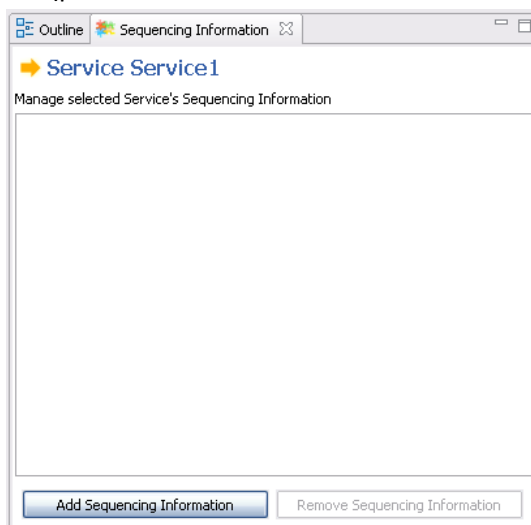 Outline Sequencing Information
Service Service1
Manage selected Service's Sequencing Information
Add Sequencing Information Remove Sequencing Information